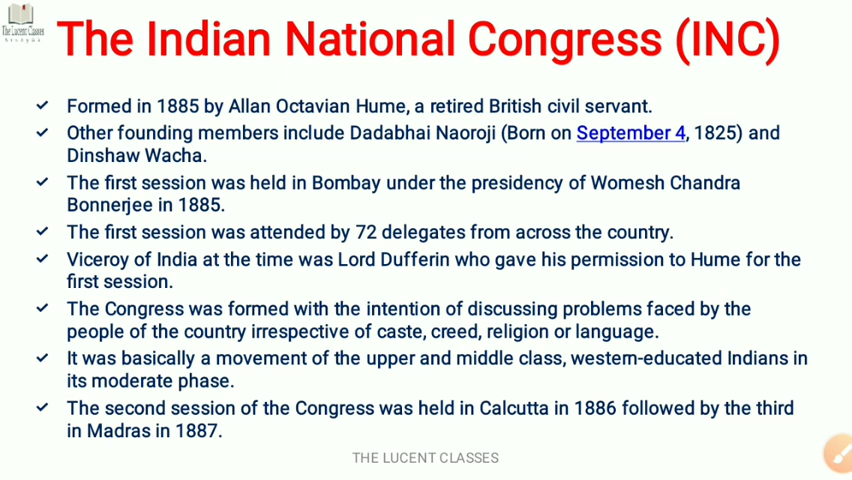 The Lucent Classes
The Indian National Congress (INC)
✓ Formed in 1885 by Allan Octavian Hume, a retired British civil servant.
✓ Other founding members include Dadabhai Naoroji (Born on September 4, 1825) and
Dinshaw Wacha.
✓ The first session was held in Bombay under the presidency of Womesh Chandra
Bonnerjee in 1885.
✓ The first session was attended by 72 delegates from across the country.
✓ Viceroy of India at the time was Lord Dufferin who gave his permission to Hume for the
first session.
✓ The Congress was formed with the intention of discussing problems faced by the
people of the country irrespective of caste, creed, religion or language.
✓ It was basically a movement of the upper and middle class, western-educated Indians in
its moderate phase.
✓ The second session of the Congress was held in Calcutta in 1886 followed by the third
in Madras in 1887.
THE LUCENT CLASSES